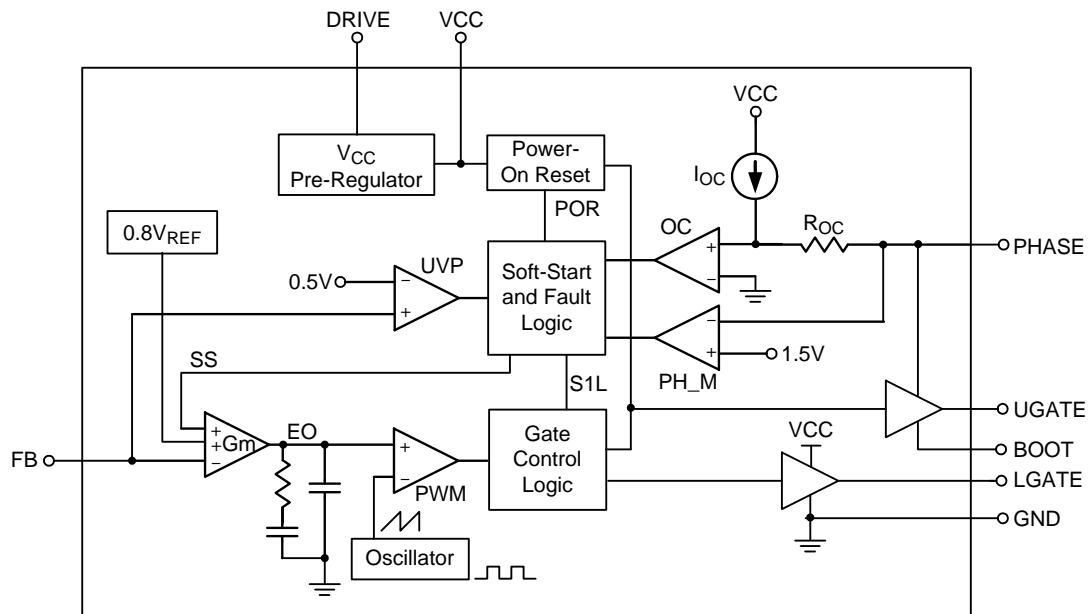 DRIVE
VCC
VCC
VCC
Pre-Regulator
Power-
On Reset
IOC
0.8VREF
POR
OC
+
−
ROC
PHASE
UVP
0.5V
−
+
Soft-Start
and Fault
Logic
−
+
1.5V
PH_M
SS
S1L
+
+
−
Gm
EO
FB
+
−
PWM
Gate
Control
Logic
VCC
UGATE
BOOT
LGATE
GND
Oscillator